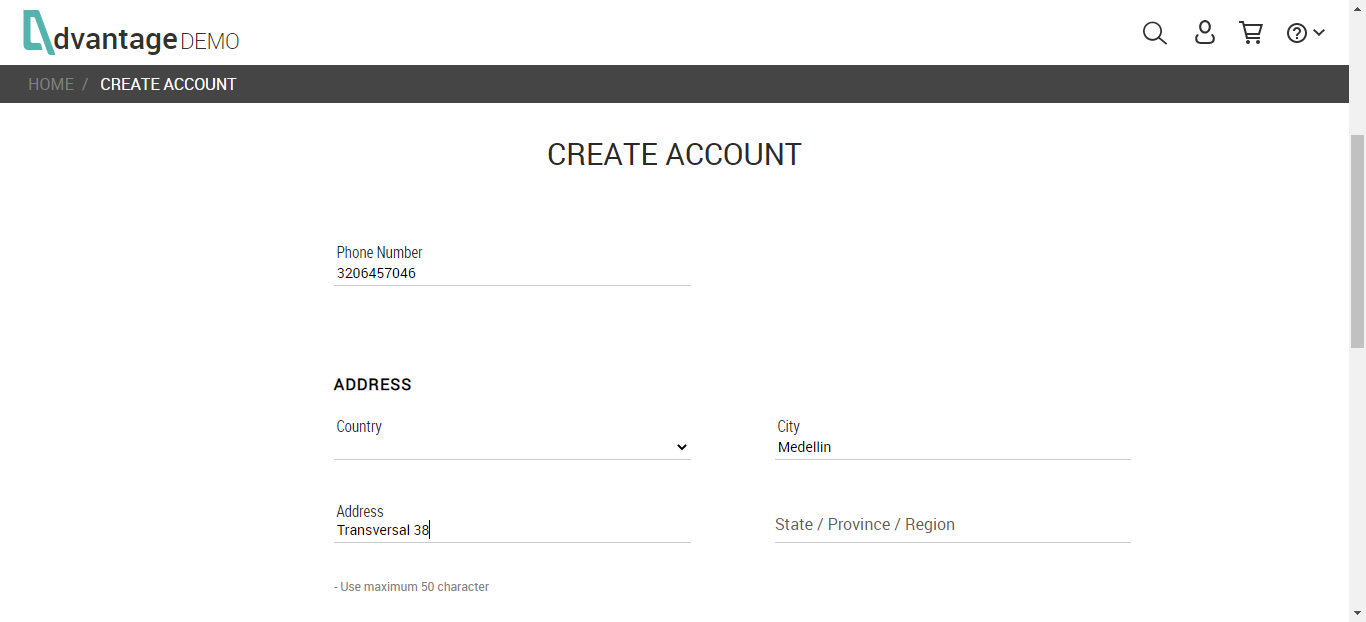 dvantage DEMO
HOME / CREATE ACCOUNT
CREATE ACCOUNT
Phone Number
3206457046
ADDRESS
Country
City
Medellin
Address
Transversal 38
State / Province / Region
- Use maximum 50 character